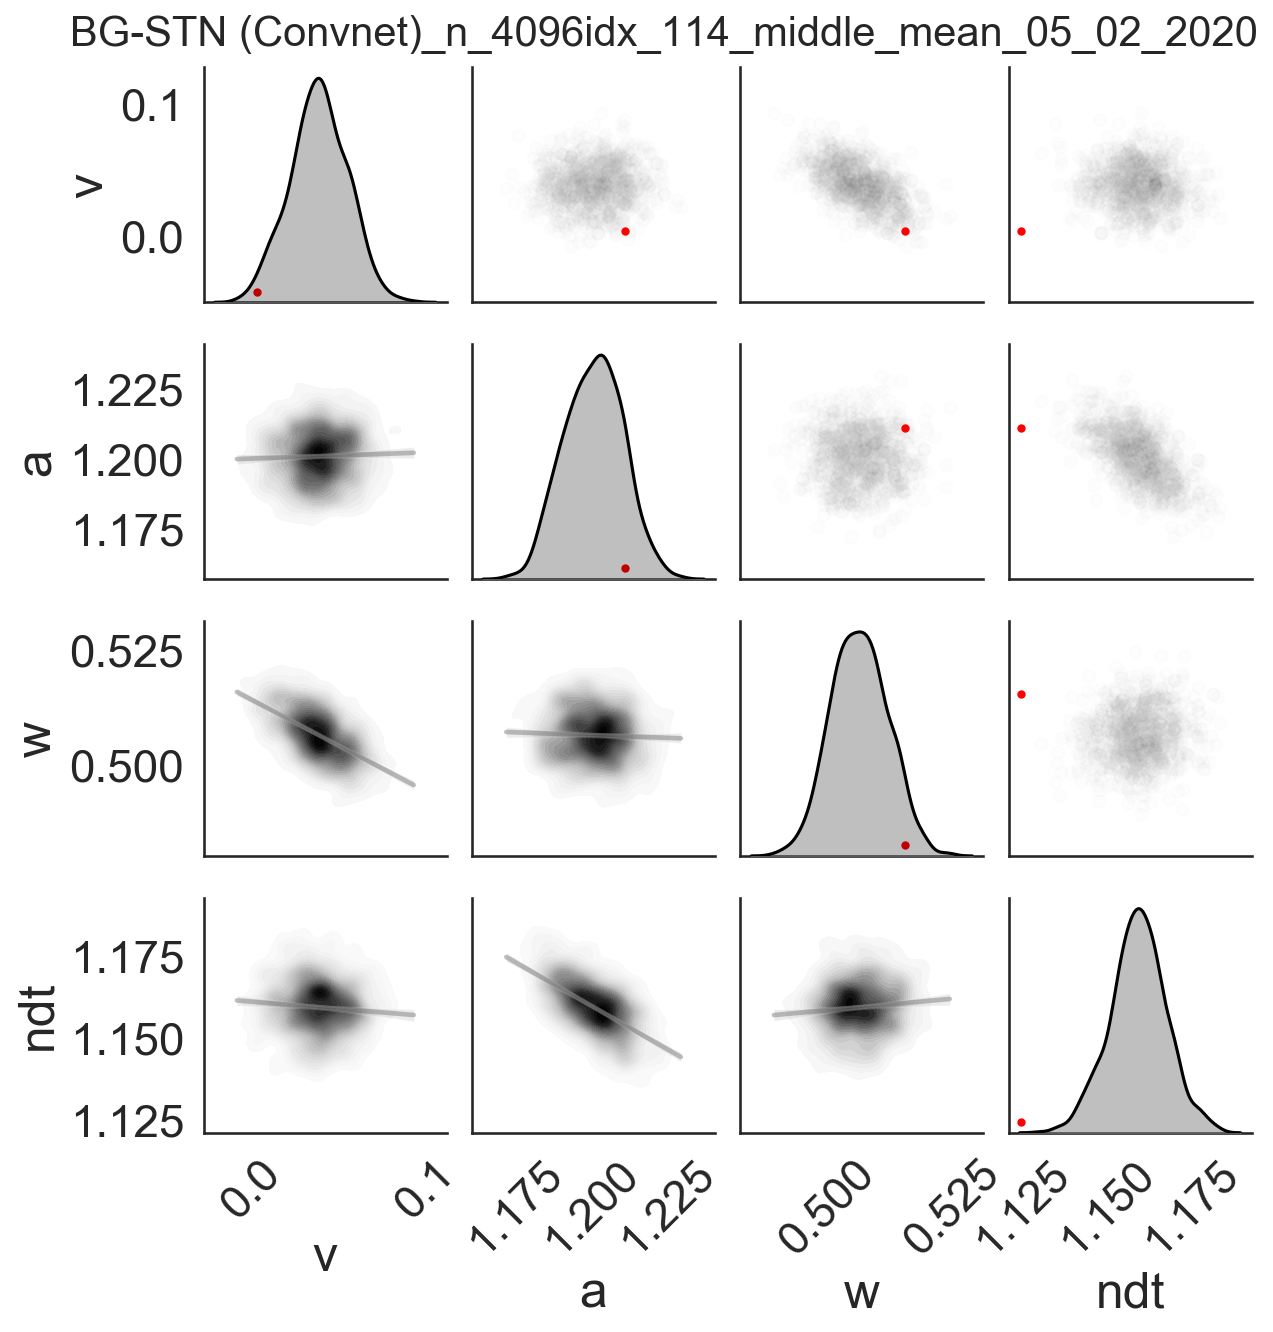 BG-STN (Convnet)_n_4096idx_114_middle_mean_05_02_2020
0.1
v
0.0
1.225
a
1.200
1.175
0.525
w
0.500
1.175
ndt
1.150
1.125
0.0 0.1 1.175 1.200 1.225 0.500 0.525 1.125 1.150 1.175
v a w ndt